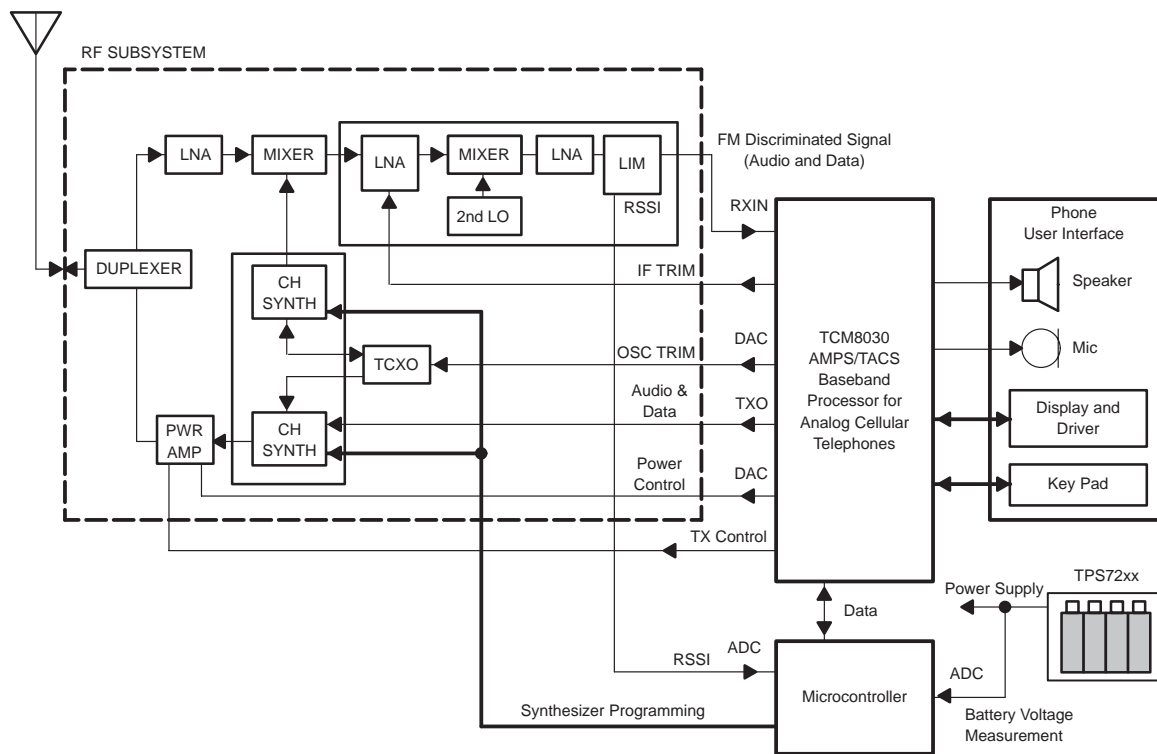 RF SUBSYSTEM
LNA
MIXER
LNA
MIXER
LNA
LIM
2nd LO
RSSI
FM Discriminated Signal
(Audio and Data)
RXIN
DUPLEXER
CH
SYNTH
IF TRIM
TCXO
OSC TRIM
DAC
Audio &
Data
TXO
PWR
AMP
CH
SYNTH
Power
Control
DAC
TX Control
TCM8030
AMPS/TACS
Baseband
Processor for
Analog Cellular
Telephones
Phone
User Interface
Speaker
Mic
Display and
Driver
Key Pad
Data
Power Supply
TPS72xx
RSSI
ADC
Microcontroller
ADC
Synthesizer Programming
Battery Voltage
Measurement